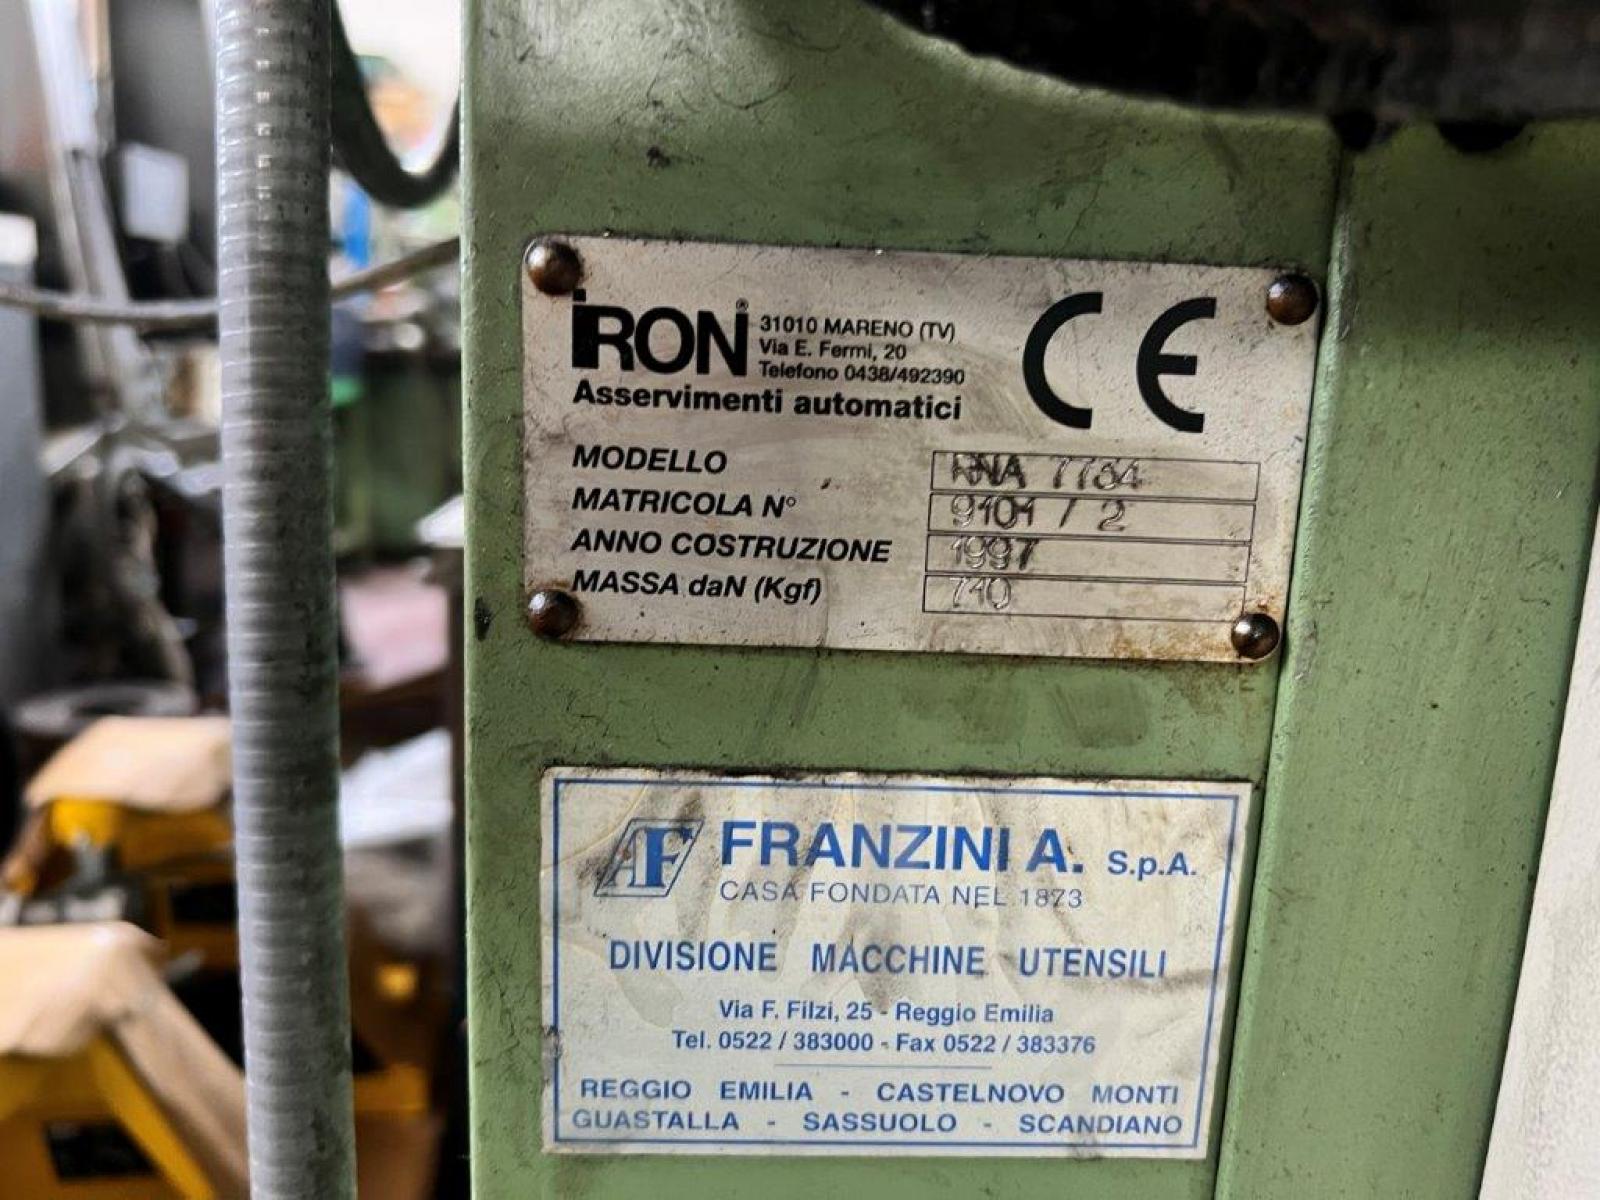 IRON®
31010 MARENO (TV)
Via E. Fermi, 20
Telefono 0438/492390
Asservimenti automatici
CE
MODELLO RNA 7764
MATRICOLA N° 9101 / 2
ANNO COSTRUZIONE 1997
MASSA daN (Kgf) 710
AF FRANZINI A. S.p.A.
CASA FONDATA NEL 1873
DIVISIONE MACCHINE UTENSILI
Via F. Filzi, 25 - Reggio Emilia
Tel. 0522 / 383000 - Fax 0522 / 383376
REGGIO EMILIA - CASTELNOVO MONTI
GUASTALLA - SASSUOLO - SCANDIANO